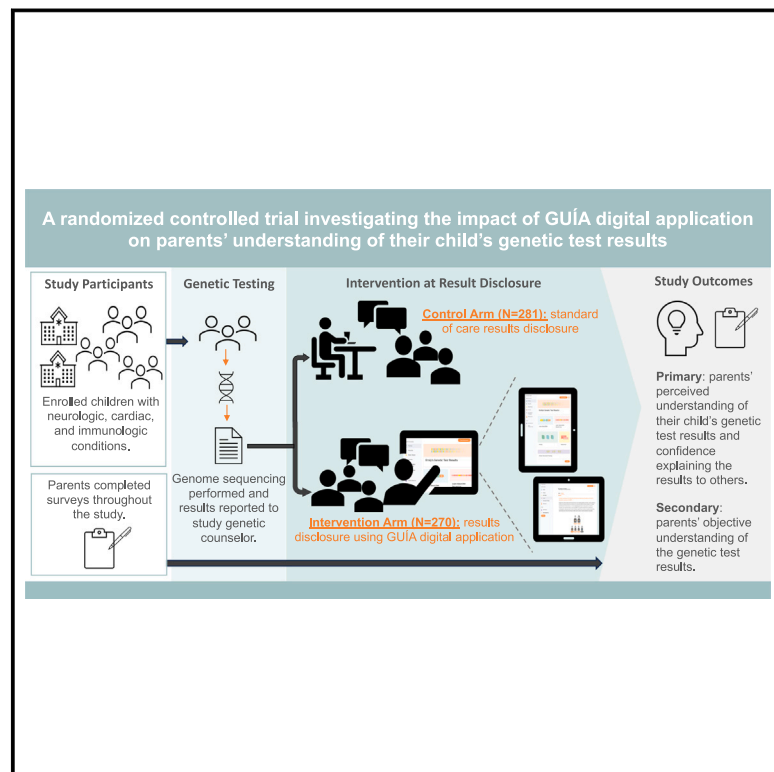 A randomized controlled trial investigating the impact of GUÍA digital application
on parents' understanding of their child's genetic test results
Study Participants
Enrolled children with
neurologic, cardiac,
and immunologic
conditions.
Parents completed
surveys throughout
the study.
Genetic Testing
Genome sequencing
performed and
results reported to
study genetic
counselor.
Intervention at Result Disclosure
Control Arm (N=281): standard
of care results disclosure
Intervention Arm (N=270): results
disclosure using GUÍA digital application
Study Outcomes
Primary: parents'
perceived
understanding of
their child's genetic
test results and
confidence
explaining the
results to others.
Secondary:
parents' objective
understanding of
the genetic test
results.